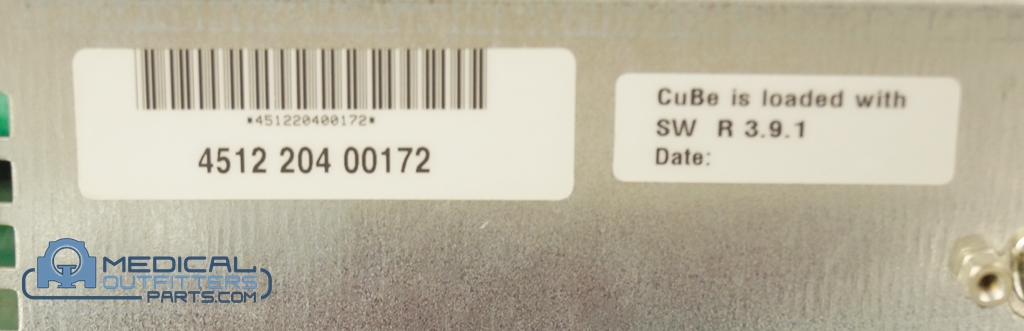 *451220400172*
4512 204 00172
CuBe is loaded with
SW R 3.9.1
Date:
MEDICAL
OUTFITTERS
PARTS.COM